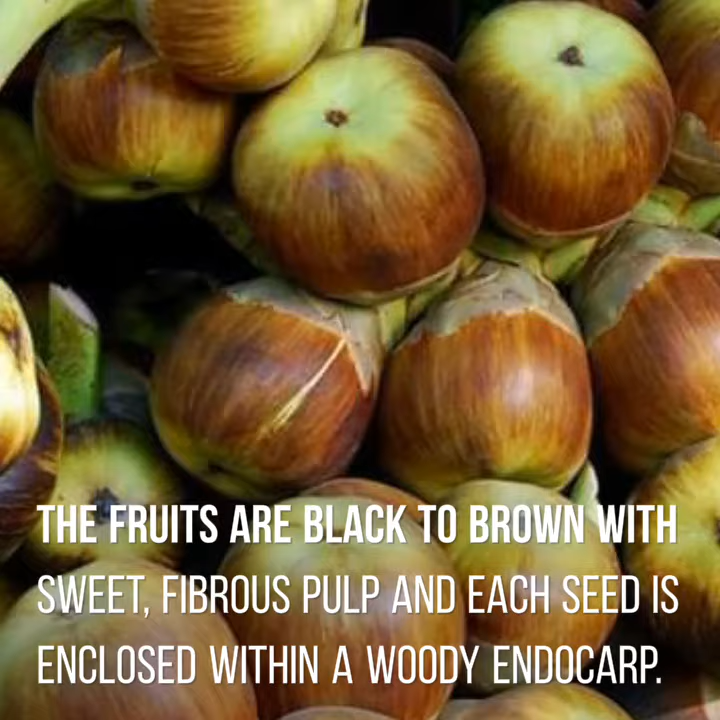 THE FRUITS ARE BLACK TO BROWN WITH
SWEET, FIBROUS PULP AND EACH SEED IS
ENCLOSED WITHIN A WOODY ENDOCARP.